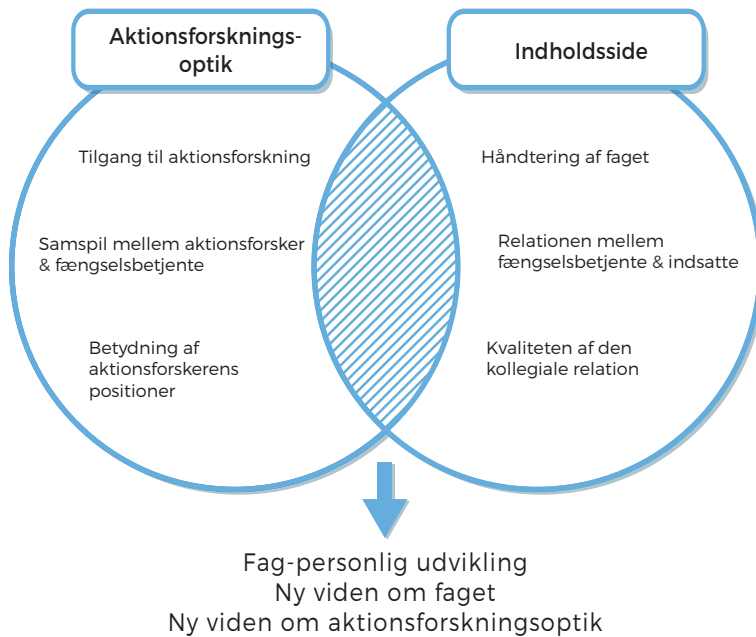 Aktionsforsknings-
optik
Tilgang til aktionsforskning
Samspil mellem aktionsforsker
& fængselsbetjente
Betydning af
aktionsforskerens
positioner
Indholdsside
Håndtering af faget
Relationen mellem
fængselsbetjente & indsatte
Kvaliteten af den
kollegiale relation
Fag-personlig udvikling
Ny viden om faget
Ny viden om aktionsforskningsoptik